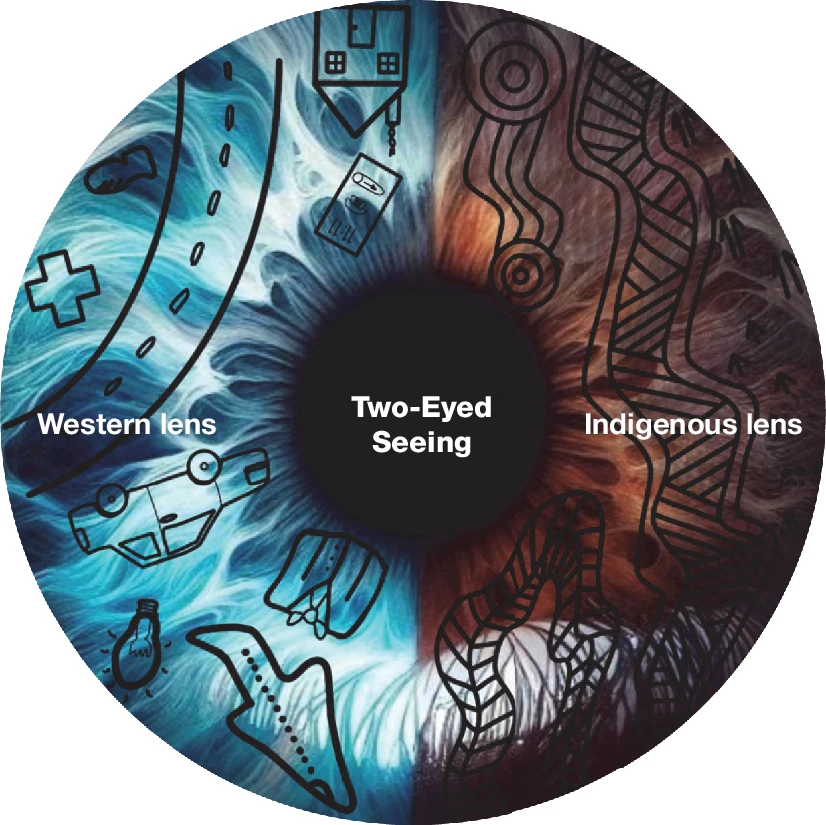 Western lens
Two-Eyed
Seeing
Indigenous lens